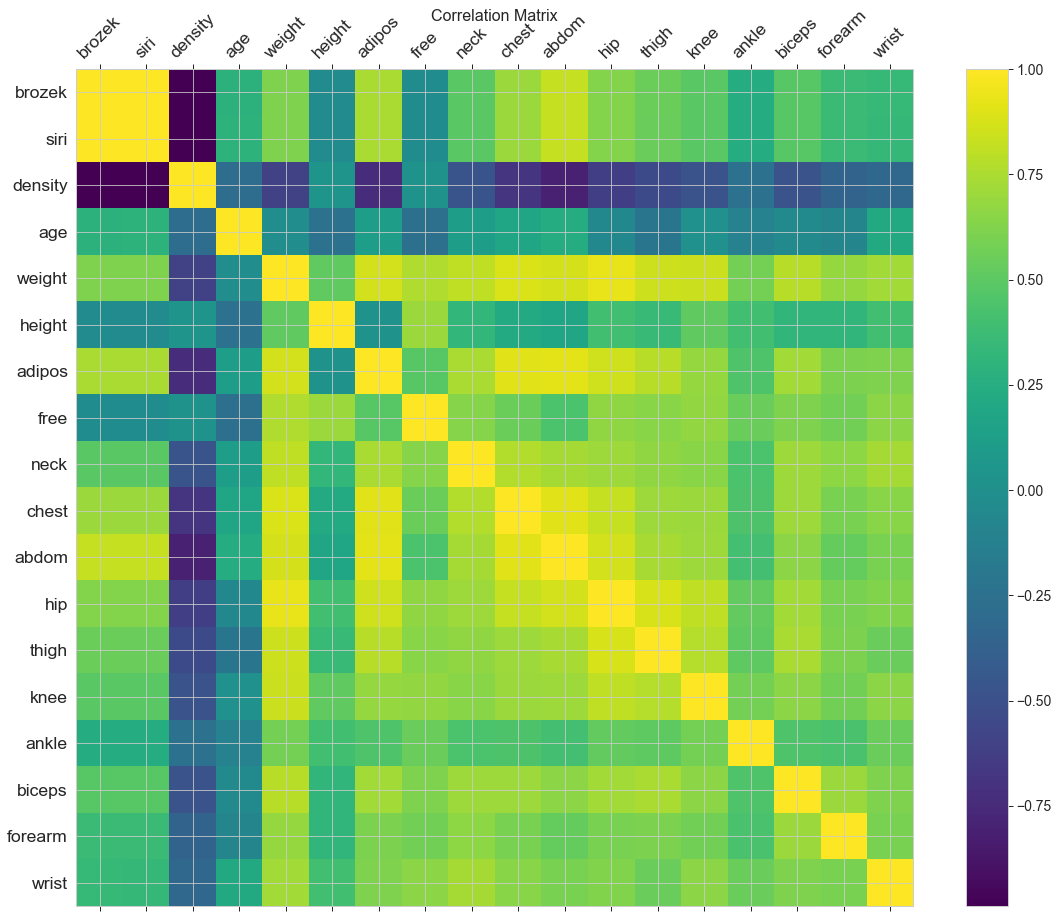 Correlation Matrix
brozek siri density age weight height adipos free neck chest abdom hip thigh knee ankle biceps forearm wrist
brozek
siri
density
age
weight
height
adipos
free
neck
chest
abdom
hip
thigh
knee
ankle
biceps
forearm
wrist
1.00
0.75
0.50
0.25
0.00
−0.25
−0.50
−0.75